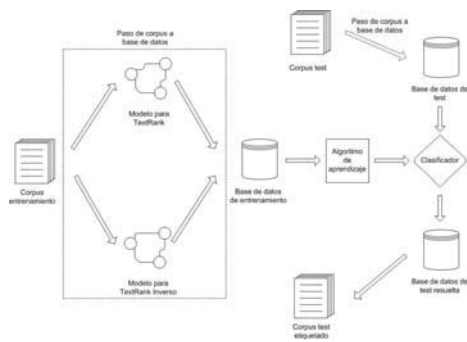 Paso de corpus a
base de datos
Modelo para
TextRank
Corpus
entrenamiento
Modelo para
TextRank Inverso
Base de datos
de entrenamiento
Algoritmo
de
aprendizaje
Corpus test
Paso de corpus a
base de datos
Base de datos de
test
Clasificador
Base de datos de
test resuelta
Corpus test
etiquetado